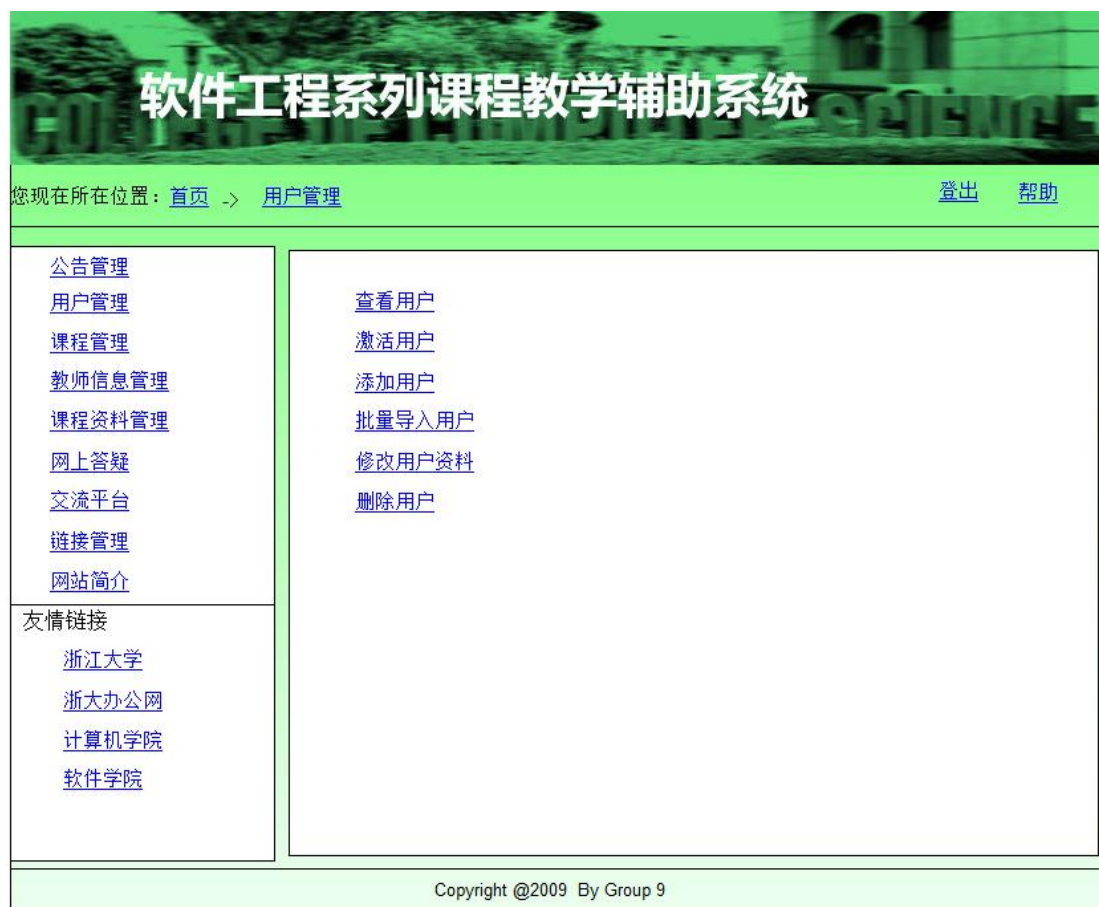 软件工程系列课程教学辅助系统
COLLEGE OF COMPUTER SCIENCE
您现在所在位置：首页 -> 用户管理 登出 帮助
公告管理
用户管理
课程管理
教师信息管理
课程资料管理
网上答疑
交流平台
链接管理
网站简介
友情链接
浙江大学
浙大办公网
计算机学院
软件学院
查看用户
激活用户
添加用户
批量导入用户
修改用户资料
删除用户
Copyright @2009 By Group 9